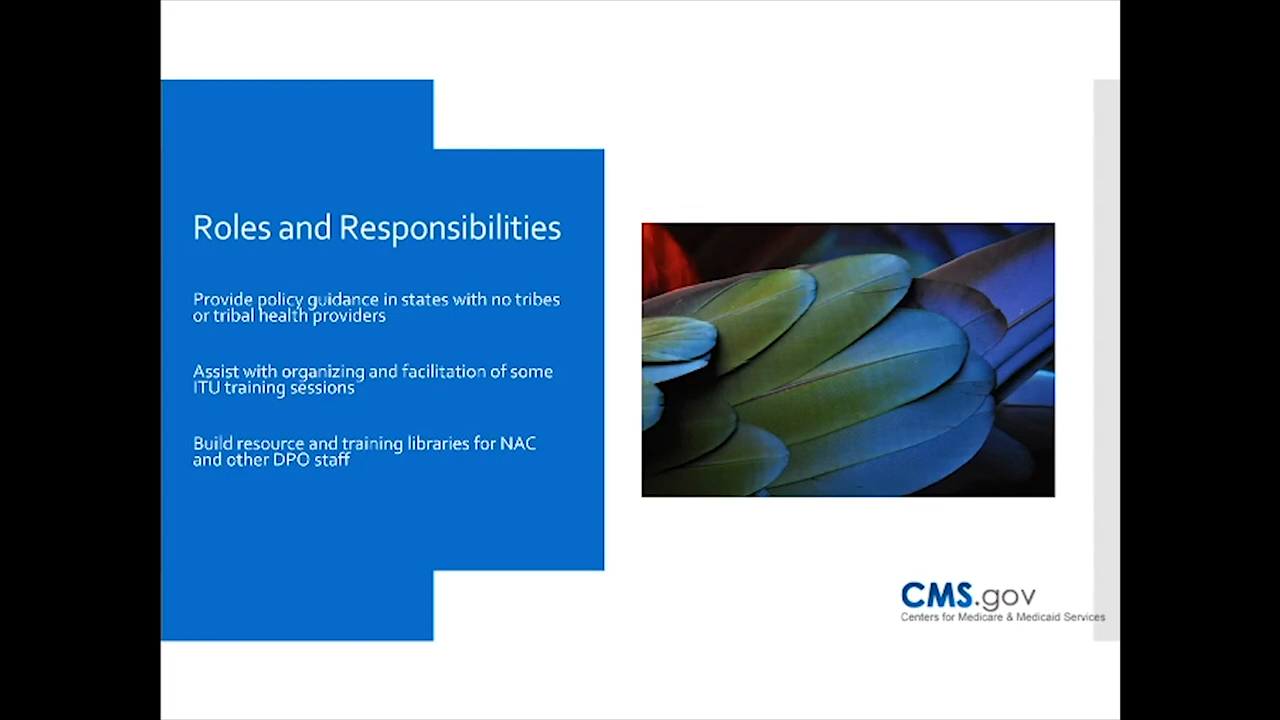 Roles and Responsibilities
Provide policy guidance in states with no tribes
or tribal health providers
Assist with organizing and facilitation of some
ITU training sessions
Build resource and training libraries for NAC
and other DPO staff
CMS.gov
Centers for Medicare & Medicaid Services